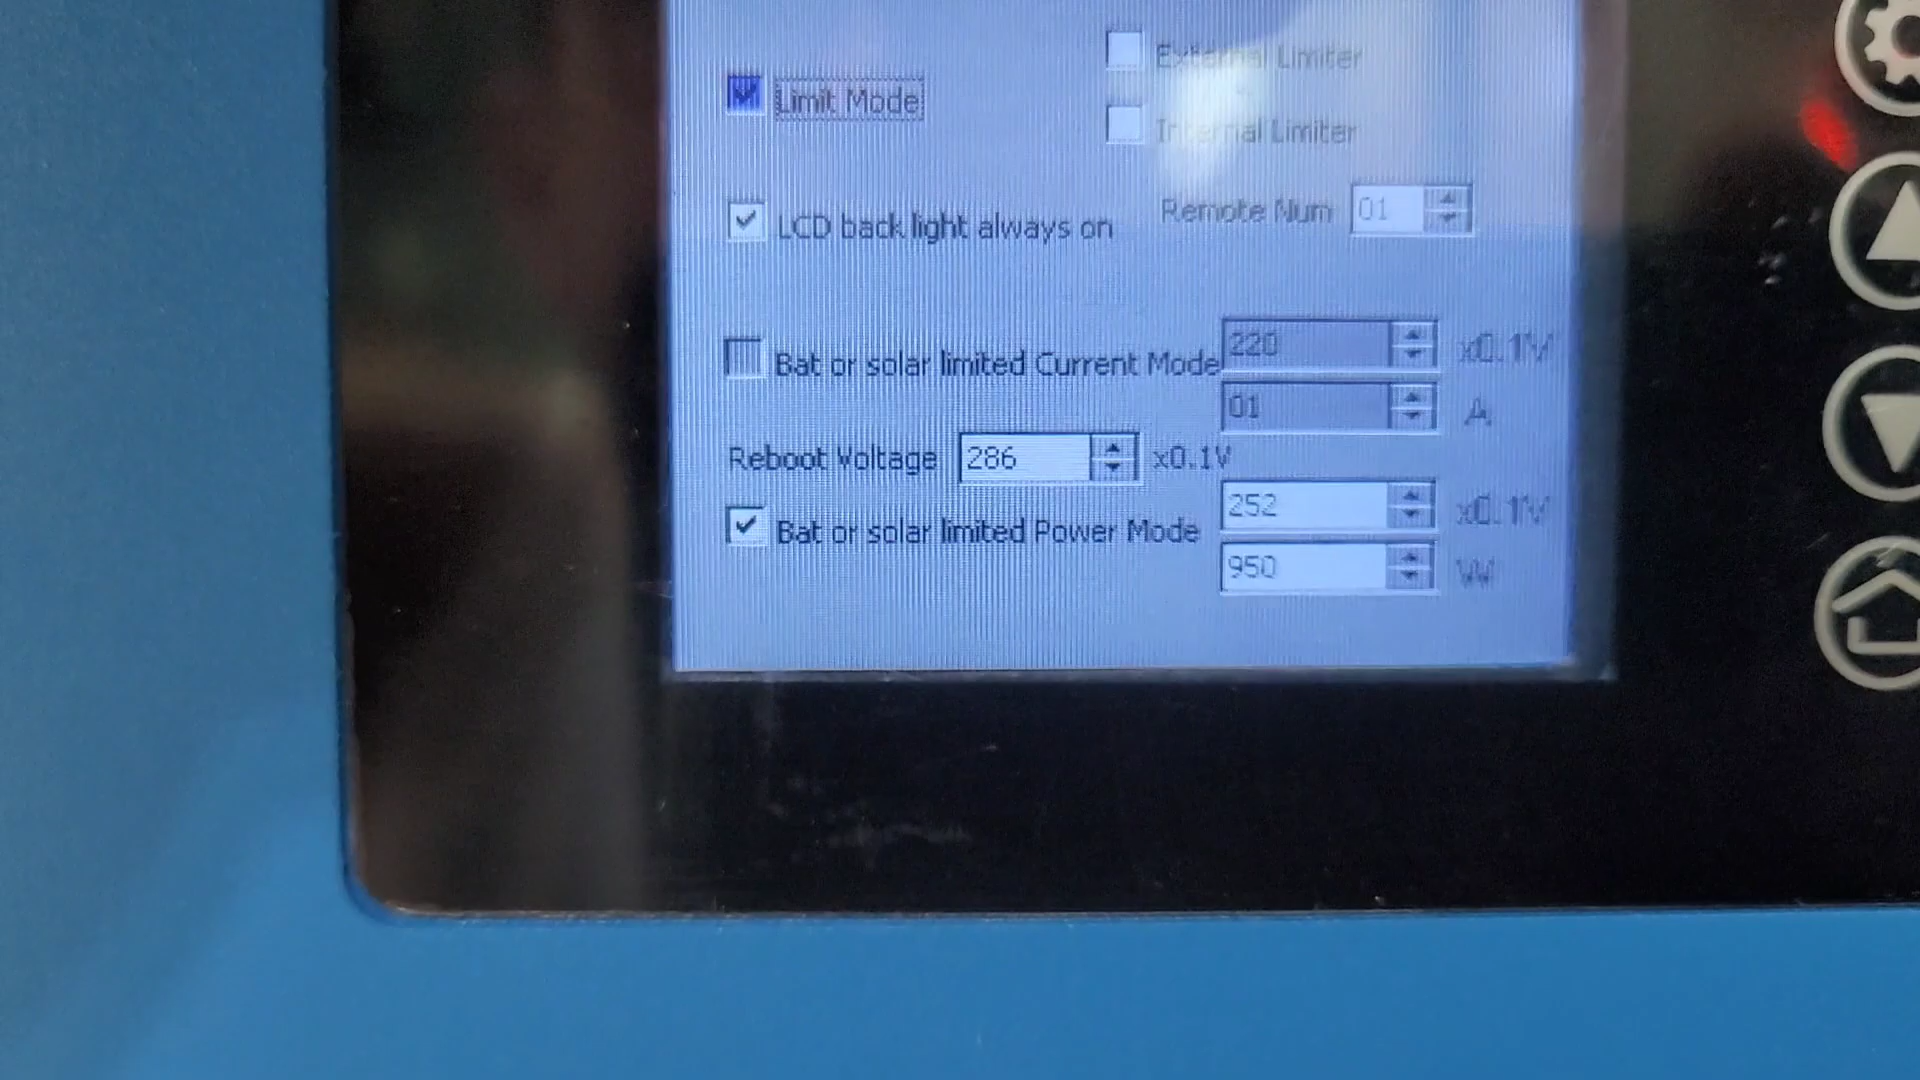 External Limiter
Limit Mode
Internal Limiter
Remote Num 01
LCD back light always on
220 x0.1V
Bat or solar limited Current Mode
01 A
Reboot Voltage 286 x0.1V
252 x0.1V
Bat or solar limited Power Mode
950 W